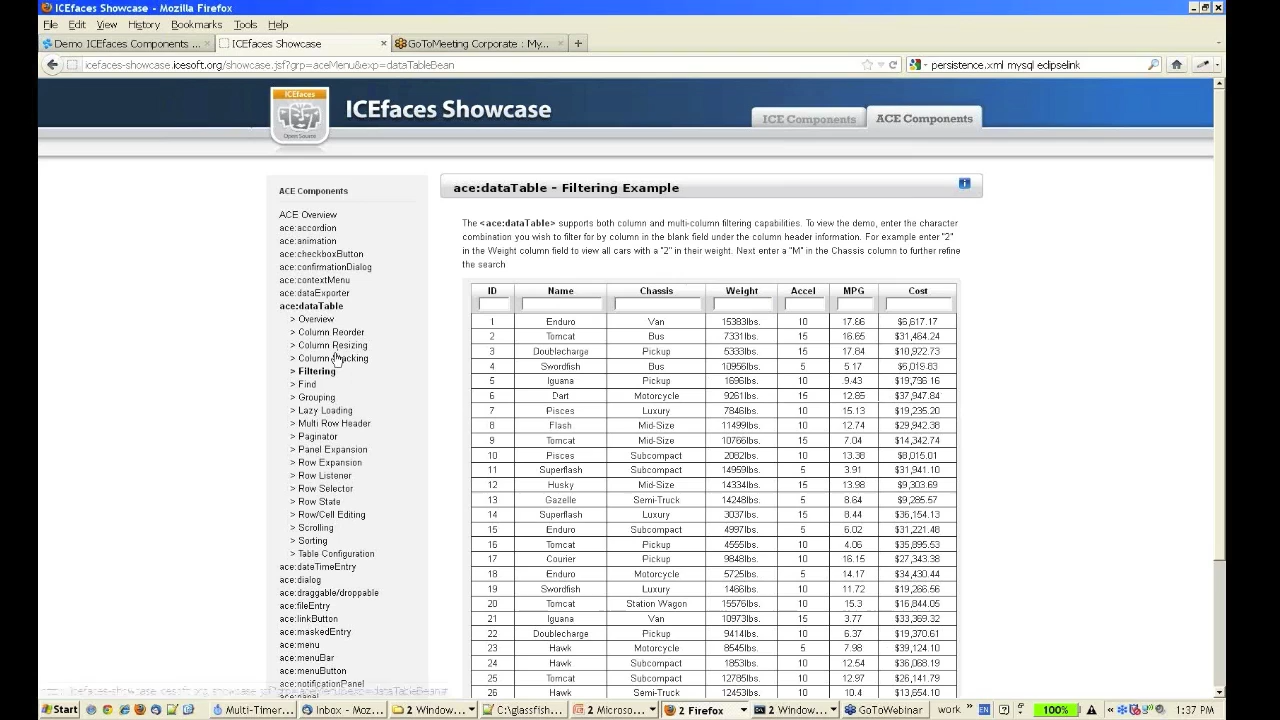 ICEfaces Showcase - Mozilla Firefox
File Edit View History Bookmarks Tools Help
Demo ICEfaces Components ... × ICEfaces Showcase × GoToMeeting Corporate : My... × +
icefaces-showcase.icesoft.org/showcase.jsf?grp=aceMenu&exp=dataTableBean
persistence.xml mysql eclipselink
ICEfaces
Open Source
ICEfaces Showcase
ICE Components ACE Components
ACE Components
ACE Overview
ace:accordion
ace:animation
ace:checkboxButton
ace:confirmationDialog
ace:contextMenu
ace:dataExporter
ace:dataTable
> Overview
> Column Reorder
> Column Resizing
> Column
> Filtering
> Find
> Grouping
> Lazy Loading
> Multi Row Header
> Paginator
> Panel Expansion
> Row Expansion
> Row Listener
> Row Selector
> Row State
> Row/Cell Editing
> Scrolling
> Sorting
> Table Configuration
ace:dateTimeEntry
ace:dialog
ace:draggable/droppable
ace:fileEntry
ace:linkButton
ace:maskedEntry
ace:menu
ace:menuBar
ace:menuButton
ace:notificationPanel
ace:dataTable - Filtering Example
The <ace:dataTable> supports both column and multi-column filtering capabilities. To view the demo, enter the character
combination you wish to filter for by column in the blank field under the column header information. For example enter "2"
in the Weight column field to view all cars with a "2" in their weight. Next enter a "M" in the Chassis column to further refine
the search
ID Name Chassis Weight Accel MPG Cost
1 Enduro Van 15383lbs. 10 17.86 $6,617.17
2 Tomcat Bus 7331lbs. 15 16.65 $31,464.24
3 Doublecharge Pickup 5333lbs. 15 17.84 $10,922.73
4 Swordfish Bus 10956lbs. 5 5.17 $6,019.83
5 Iguana Pickup 1696lbs. 10 .9.43 $19,736.16
6 Dart Motorcycle 9261lbs. 15 12.85 $37,947.84
7 Pisces Luxury 7846lbs. 10 15.13 $19,235.20
8 Flash Mid-Size 11499lbs. 10 12.74 $29,942.38
9 Tomcat Mid-Size 10766lbs. 15 7.04 $14,342.74
10 Pisces Subcompact 2082lbs. 10 13.38 $8,015.01
11 Superflash Subcompact 14959lbs. 5 3.91 $31,941.10
12 Husky Mid-Size 14334lbs. 15 13.98 $9,303.69
13 Gazelle Semi-Truck 14248lbs. 5 8.64 $9,285.57
14 Superflash Luxury 3037lbs. 15 8.44 $36,154.13
15 Enduro Subcompact 4997lbs. 5 6.02 $31,221.48
16 Tomcat Pickup 4555lbs. 10 4.06 $35,895.53
17 Courier Pickup 9848lbs. 10 16.15 $27,343.38
18 Enduro Motorcycle 5725lbs. 5 14.17 $34,430.44
19 Swordfish Luxury 1466lbs. 10 11.72 $19,266.56
20 Tomcat Station Wagon 15576lbs. 10 15.3 $16,844.05
21 Iguana Van 10973lbs. 15 3.77 $33,369.32
22 Doublecharge Pickup 9414lbs. 10 6.37 $19,370.61
23 Hawk Motorcycle 8545lbs. 5 7.98 $39,124.10
24 Hawk Subcompact 1853lbs. 10 12.54 $36,068.19
25 Tomcat Subcompact 12785lbs. 10 12.97 $26,141.79
26 Hawk Semi-Truck 12453lbs. 10 10.4 $1,654.10
Start Multi-Timer... Inbox - Moz... 2 Window... C:\glassfish... 2 Microso... 2 Firefox 2 Window... GoToWebinar work » EN 100% 1:37 PM